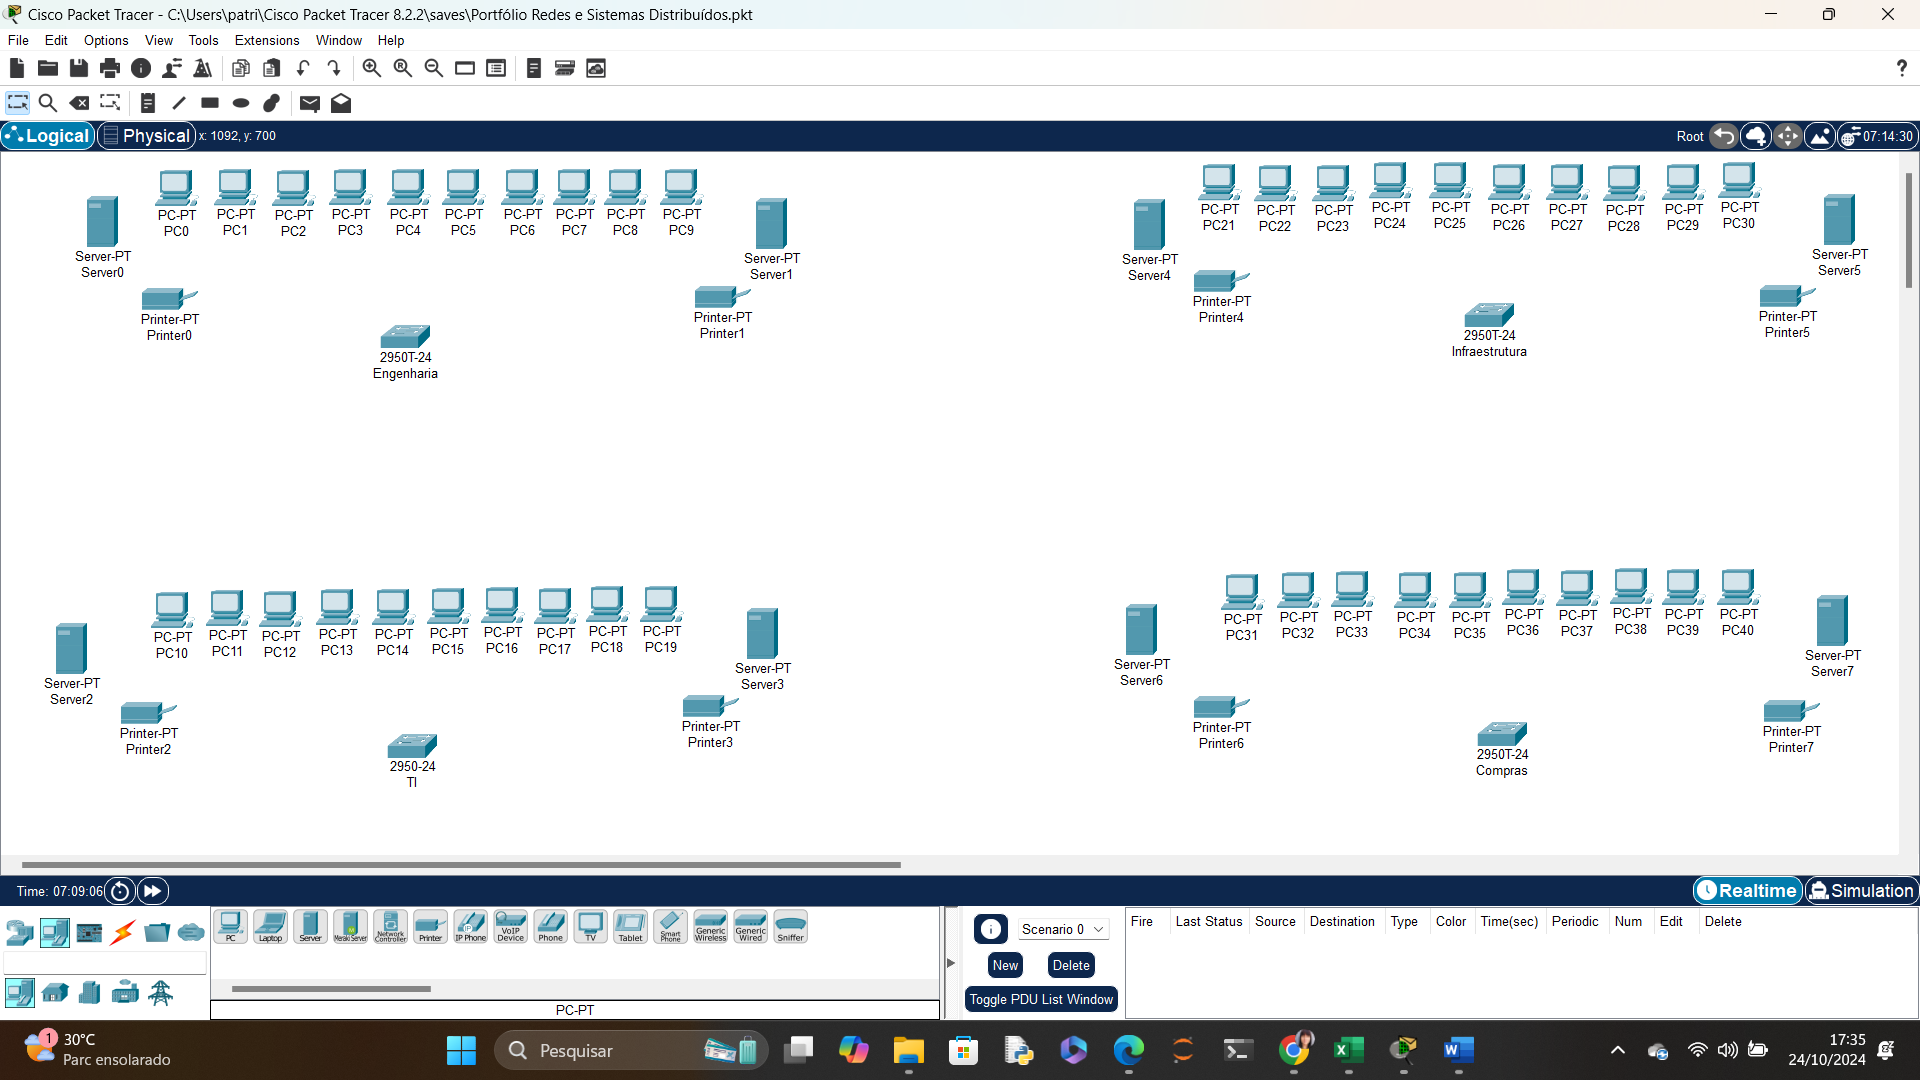 Cisco Packet Tracer - C:\Users\patri\Cisco Packet Tracer 8.2.2\saves\Portfólio Redes e Sistemas Distribuídos.pkt
File Edit Options View Tools Extensions Window Help
Logical Physical x: 1092, y: 700 Root 07:14:30
PC-PT PC-PT PC-PT PC-PT PC-PT PC-PT PC-PT PC-PT PC-PT PC-PT
PC0 PC1 PC2 PC3 PC4 PC5 PC6 PC7 PC8 PC9
Server-PT
Server0
Server-PT
Server1
Printer-PT
Printer0
Printer-PT
Printer1
2950T-24
Engenharia
PC-PT PC-PT PC-PT PC-PT PC-PT PC-PT PC-PT PC-PT PC-PT PC-PT
PC21 PC22 PC23 PC24 PC25 PC26 PC27 PC28 PC29 PC30
Server-PT
Server4
Server-PT
Server5
Printer-PT
Printer4
Printer-PT
Printer5
2950T-24
Infraestrutura
PC-PT PC-PT PC-PT PC-PT PC-PT PC-PT PC-PT PC-PT PC-PT PC-PT
PC10 PC11 PC12 PC13 PC14 PC15 PC16 PC17 PC18 PC19
Server-PT
Server2
Server-PT
Server3
Printer-PT
Printer2
Printer-PT
Printer3
2950-24
TI
PC-PT PC-PT PC-PT PC-PT PC-PT PC-PT PC-PT PC-PT PC-PT PC-PT
PC31 PC32 PC33 PC34 PC35 PC36 PC37 PC38 PC39 PC40
Server-PT
Server6
Server-PT
Server7
Printer-PT
Printer6
Printer-PT
Printer7
2950T-24
Compras
Time: 07:09:06 Realtime Simulation
PC Laptop Server Meraki Server Network Controller Printer IP Phone VoIP Device Phone TV Tablet Smart Phone Generic Wireless Generic Wired Sniffer
PC-PT
Scenario 0
New Delete
Toggle PDU List Window
Fire Last Status Source Destination Type Color Time(sec) Periodic Num Edit Delete
1
30°C
Parc ensolarado
Pesquisar
17:35
24/10/2024